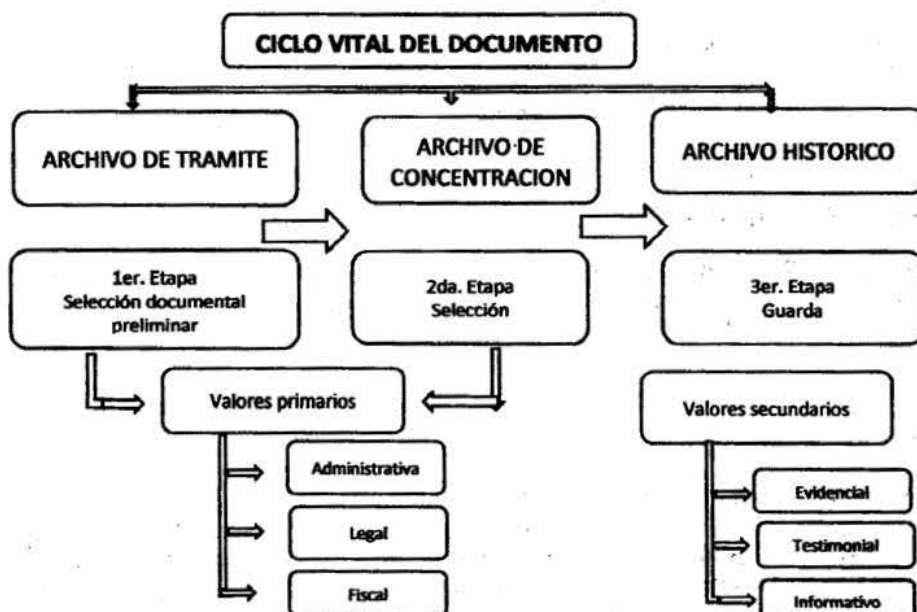 CICLO VITAL DEL DOCUMENTO
ARCHIVO DE TRAMITE
ARCHIVO DE
CONCENTRACION
ARCHIVO HISTORICO
1er. Etapa
Selección documental
preliminar
2da. Etapa
Selección
3er. Etapa
Guarda
Valores primarios
Administrativa
Legal
Fiscal
Valores secundarios
Evidencial
Testimonial
Informativo